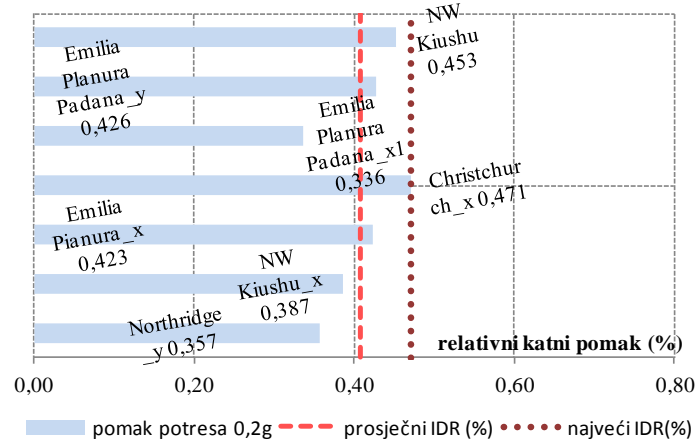 NW
Kiushu
0,453
Emilia
Planura
Padana_y
0,426
Emilia
Planura
Padana_x1
0,336
Christchur
ch_x 0,471
Emilia
Pianura_x
0,423
NW
Kiushu_x
0,387
Northridge
_y 0,357
relativni katni pomak (%)
0,00 0,20 0,40 0,60 0,80
pomak potresa 0,2g prosječni IDR (%) najveći IDR(%)